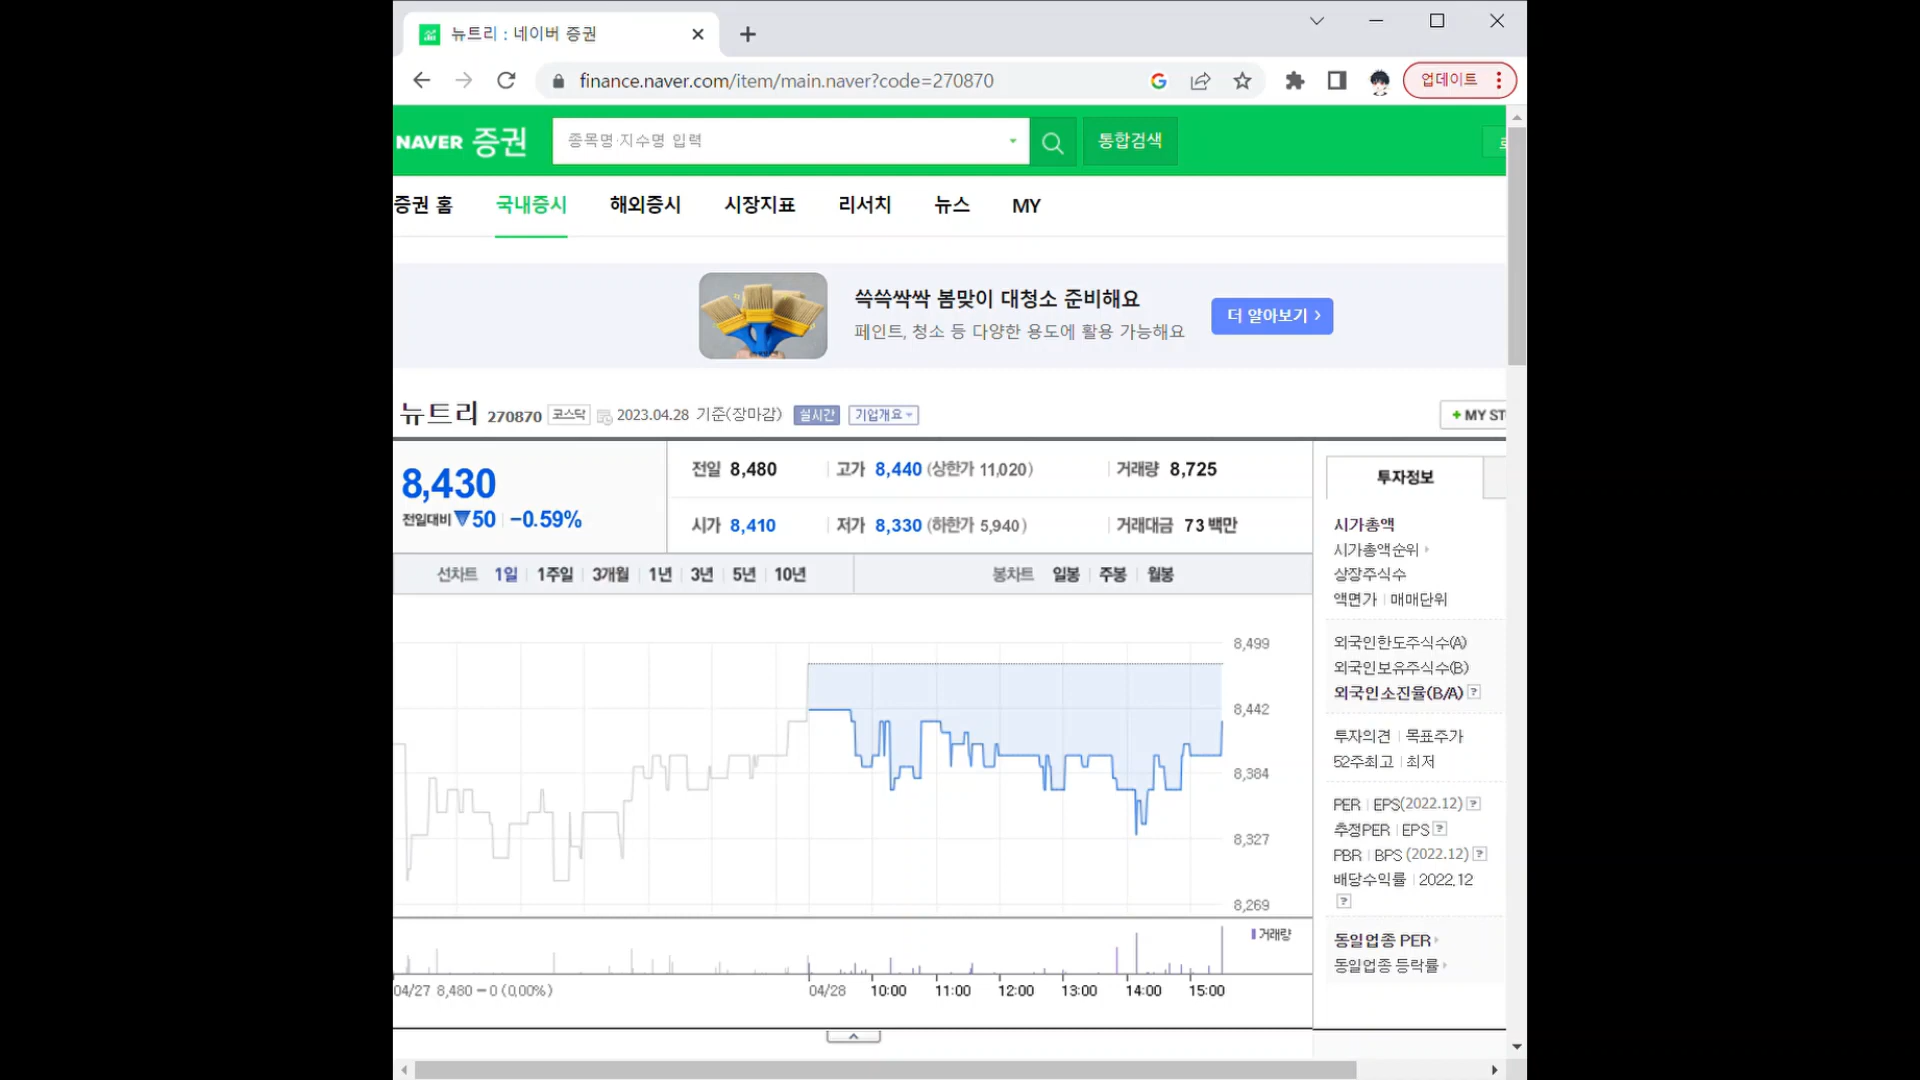 뉴트리 : 네이버 증권
finance.naver.com/item/main.naver?code=270870
업데이트
NAVER 증권
종목명·지수명 입력
통합검색
증권 홈 국내증시 해외증시 시장지표 리서치 뉴스 MY
쓱쓱싹싹 봄맞이 대청소 준비해요
페인트, 청소 등 다양한 용도에 활용 가능해요
더 알아보기
뉴트리 270870 코스닥 2023.04.28 기준(장마감) 실시간 기업개요
+ MY ST
8,430
전일대비 ▼50 -0.59%
전일 8,480 고가 8,440 (상한가 11,020) 거래량 8,725
시가 8,410 저가 8,330 (하한가 5,940) 거래대금 73 백만
선차트 1일 1주일 3개월 1년 3년 5년 10년
봉차트 일봉 주봉 월봉
8,499
8,442
8,384
8,327
8,269
거래량
04/27 8,480 - 0 (0.00%)
04/28 10:00 11:00 12:00 13:00 14:00 15:00
투자정보
시가총액
시가총액순위
상장주식수
액면가 매매단위
외국인한도주식수(A)
외국인보유주식수(B)
외국인소진율(B/A) ?
투자의견 목표주가
52주최고 최저
PER EPS(2022.12) ?
추정PER EPS ?
PBR BPS (2022.12) ?
배당수익률 2022.12
?
동일업종 PER
동일업종 등락률